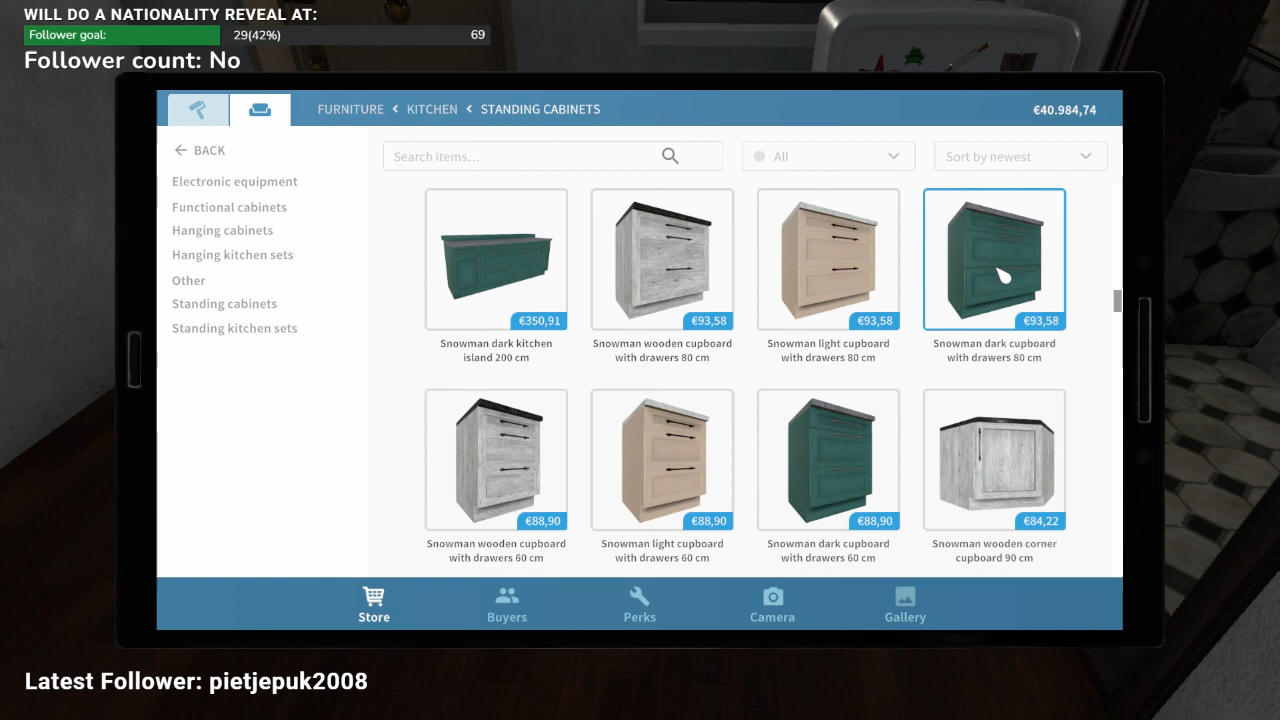 WILL DO A NATIONALITY REVEAL AT:
Follower goal: 29(42%) 69
Follower count: No
FURNITURE < KITCHEN < STANDING CABINETS €40.984,74
BACK
Search items...
All
Sort by newest
Electronic equipment
Functional cabinets
Hanging cabinets
Hanging kitchen sets
Other
Standing cabinets
Standing kitchen sets
€350,91 €93,58 €93,58 €93,58
Snowman dark kitchen
island 200 cm
Snowman wooden cupboard
with drawers 80 cm
Snowman light cupboard
with drawers 80 cm
Snowman dark cupboard
with drawers 80 cm
€88,90 €88,90 €88,90 €84,22
Snowman wooden cupboard
with drawers 60 cm
Snowman light cupboard
with drawers 60 cm
Snowman dark cupboard
with drawers 60 cm
Snowman wooden corner
cupboard 90 cm
Store Buyers Perks Camera Gallery
Latest Follower: pietjepuk2008